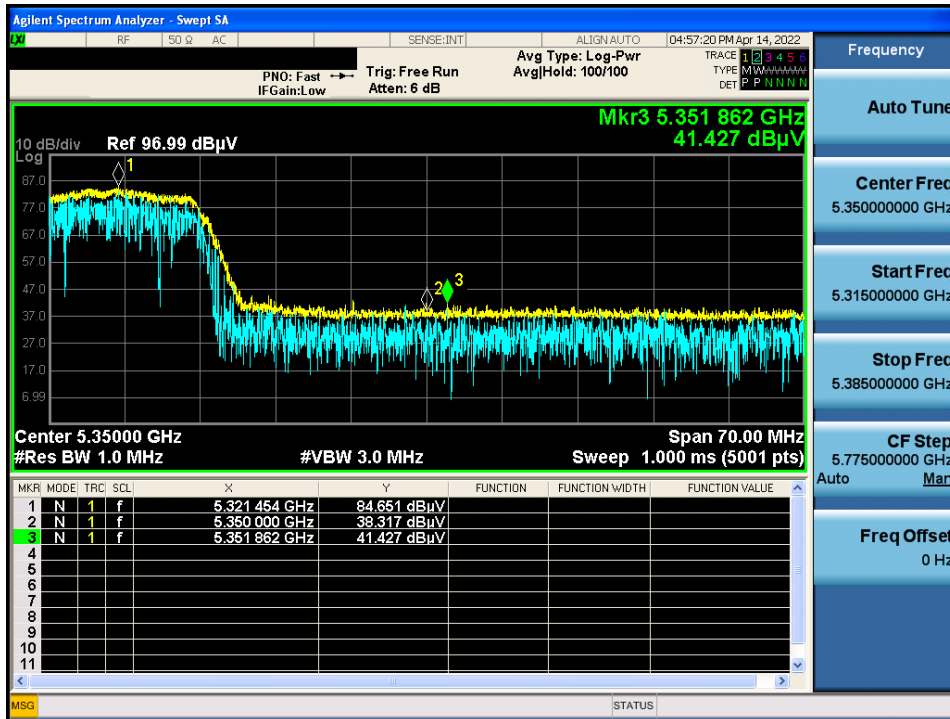 Agilent Spectrum Analyzer - Swept SA
LXI RF 50 Ω AC SENSE:INT ALIGN AUTO 04:57:20 PM Apr 14, 2022
PNO: Fast Trig: Free Run Avg Type: Log-Pwr TRACE 1 2 3 4 5 6
IFGain:Low Atten: 6 dB Avg|Hold: 100/100 TYPE M W W W W W
DET P P N N N N
Mkr3 5.351 862 GHz
41.427 dBµV
10 dB/div Ref 96.99 dBµV
Log
87.0
77.0
67.0
57.0
47.0
37.0
27.0
17.0
6.99
1
2
3
Center 5.35000 GHz Span 70.00 MHz
#Res BW 1.0 MHz #VBW 3.0 MHz Sweep 1.000 ms (5001 pts)
MKR MODE TRC SCL X Y FUNCTION FUNCTION WIDTH FUNCTION VALUE
1 N 1 f 5.321 454 GHz 84.651 dBµV
2 N 1 f 5.350 000 GHz 38.317 dBµV
3 N 1 f 5.351 862 GHz 41.427 dBµV
4
5
6
7
8
9
10
11
MSG STATUS
Frequency
Auto Tune
Center Freq
5.350000000 GHz
Start Freq
5.315000000 GHz
Stop Freq
5.385000000 GHz
CF Step
5.775000000 GHz
Auto Man
Freq Offset
0 Hz